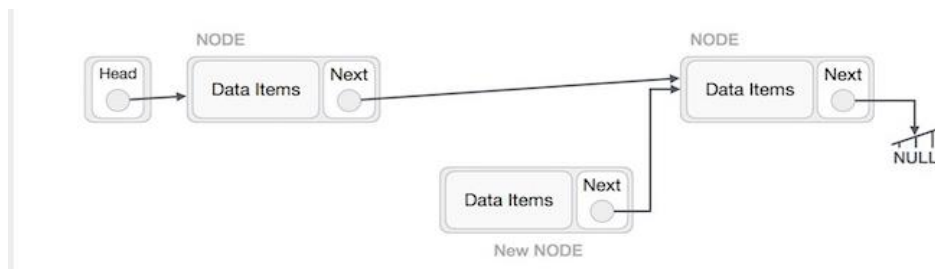 NODE
NODE
Head
Data Items
Next
Data Items
Next
NULL
Data Items
Next
New NODE